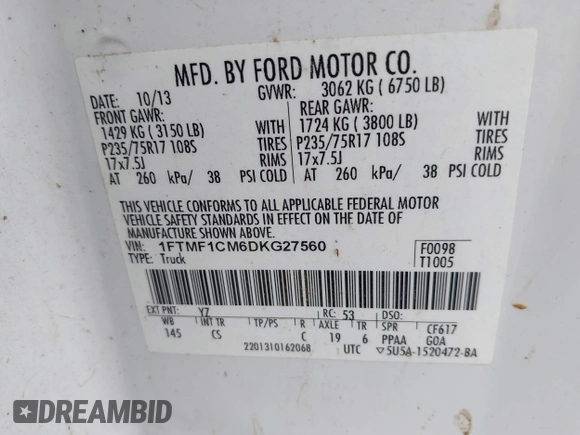 MFD. BY FORD MOTOR CO.
DATE: 10/13 GVWR: 3062 KG ( 6750 LB)
FRONT GAWR: REAR GAWR:
1429 KG ( 3150 LB) WITH 1724 KG ( 3800 LB) WITH
P235/75R17 108S TIRES P235/75R17 108S TIRES
17x7.5J RIMS 17x7.5J RIMS
AT 260 kPa/ 38 PSI COLD AT 260 kPa/ 38 PSI COLD
THIS VEHICLE CONFORMS TO ALL APPLICABLE FEDERAL MOTOR
VEHICLE SAFETY STANDARDS IN EFFECT ON THE DATE OF
MANUFACTURE SHOWN ABOVE.
VIN: 1FTMF1CM6DKG27560 F0098
TYPE: Truck T1005
EXT PNT: YZ RC: 53 DSO:
WB INT TR TP/PS R AXLE TR SPR CF617
145 CS C 19 6 PPAA GOA
2201310162068 UTC ▽5U5A-1520472-BA
DREAMBID